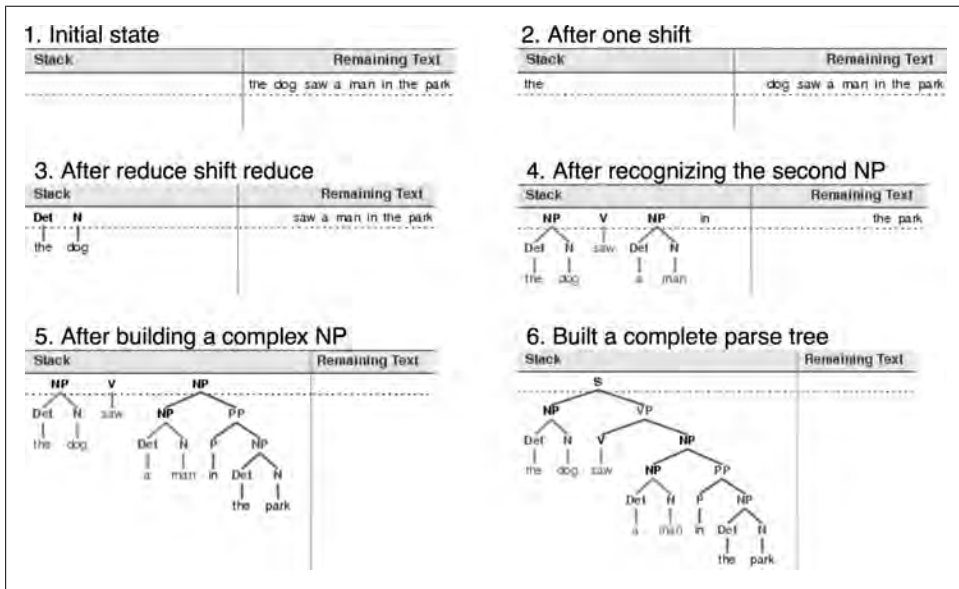 1. Initial state
Stack Remaining Text
the dog saw a man in the park
2. After one shift
Stack Remaining Text
the dog saw a man in the park
3. After reduce shift reduce
Stack Remaining Text
Det N saw a man in the park
the dog
4. After recognizing the second NP
Stack Remaining Text
NP V NP in the park
Det N saw Det N
the dog a man
5. After building a complex NP
Stack Remaining Text
NP V NP
Det N saw NP PP
the dog Det N P NP
a man in Det N
the park
6. Built a complete parse tree
Stack Remaining Text
S
NP VP
Det N V NP
the dog saw NP PP
Det N P NP
a man in Det N
the park